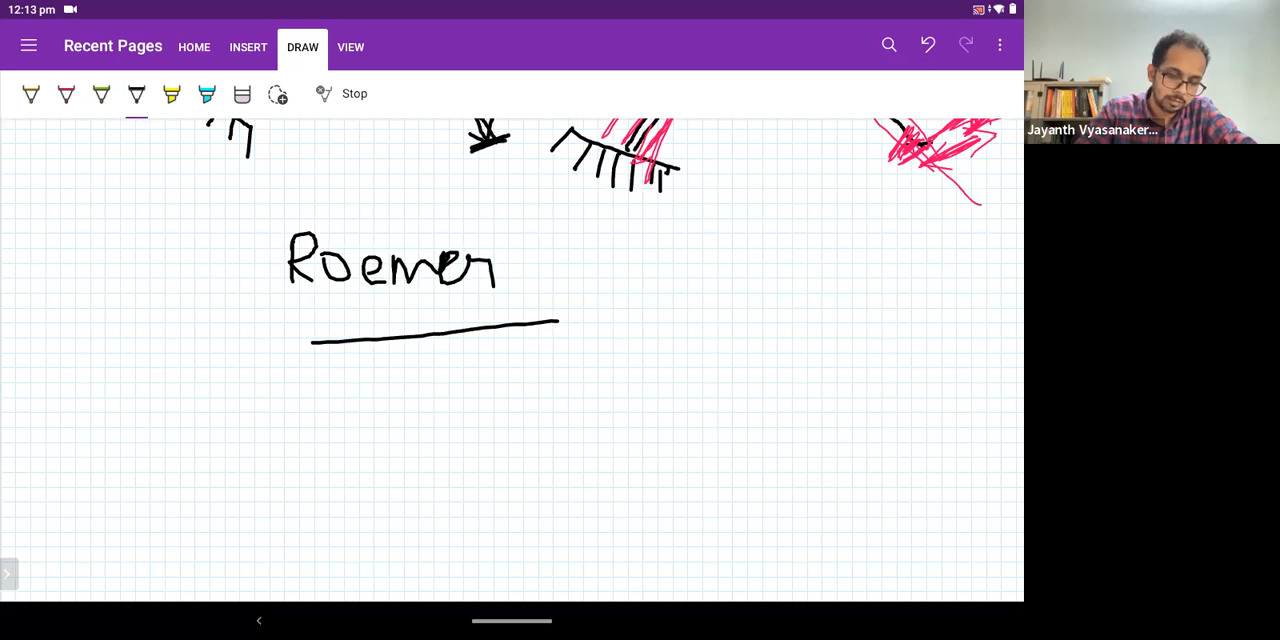 12:13 pm
Recent Pages HOME INSERT DRAW VIEW
Stop
Jayanth Vyasanaker...
Roemer